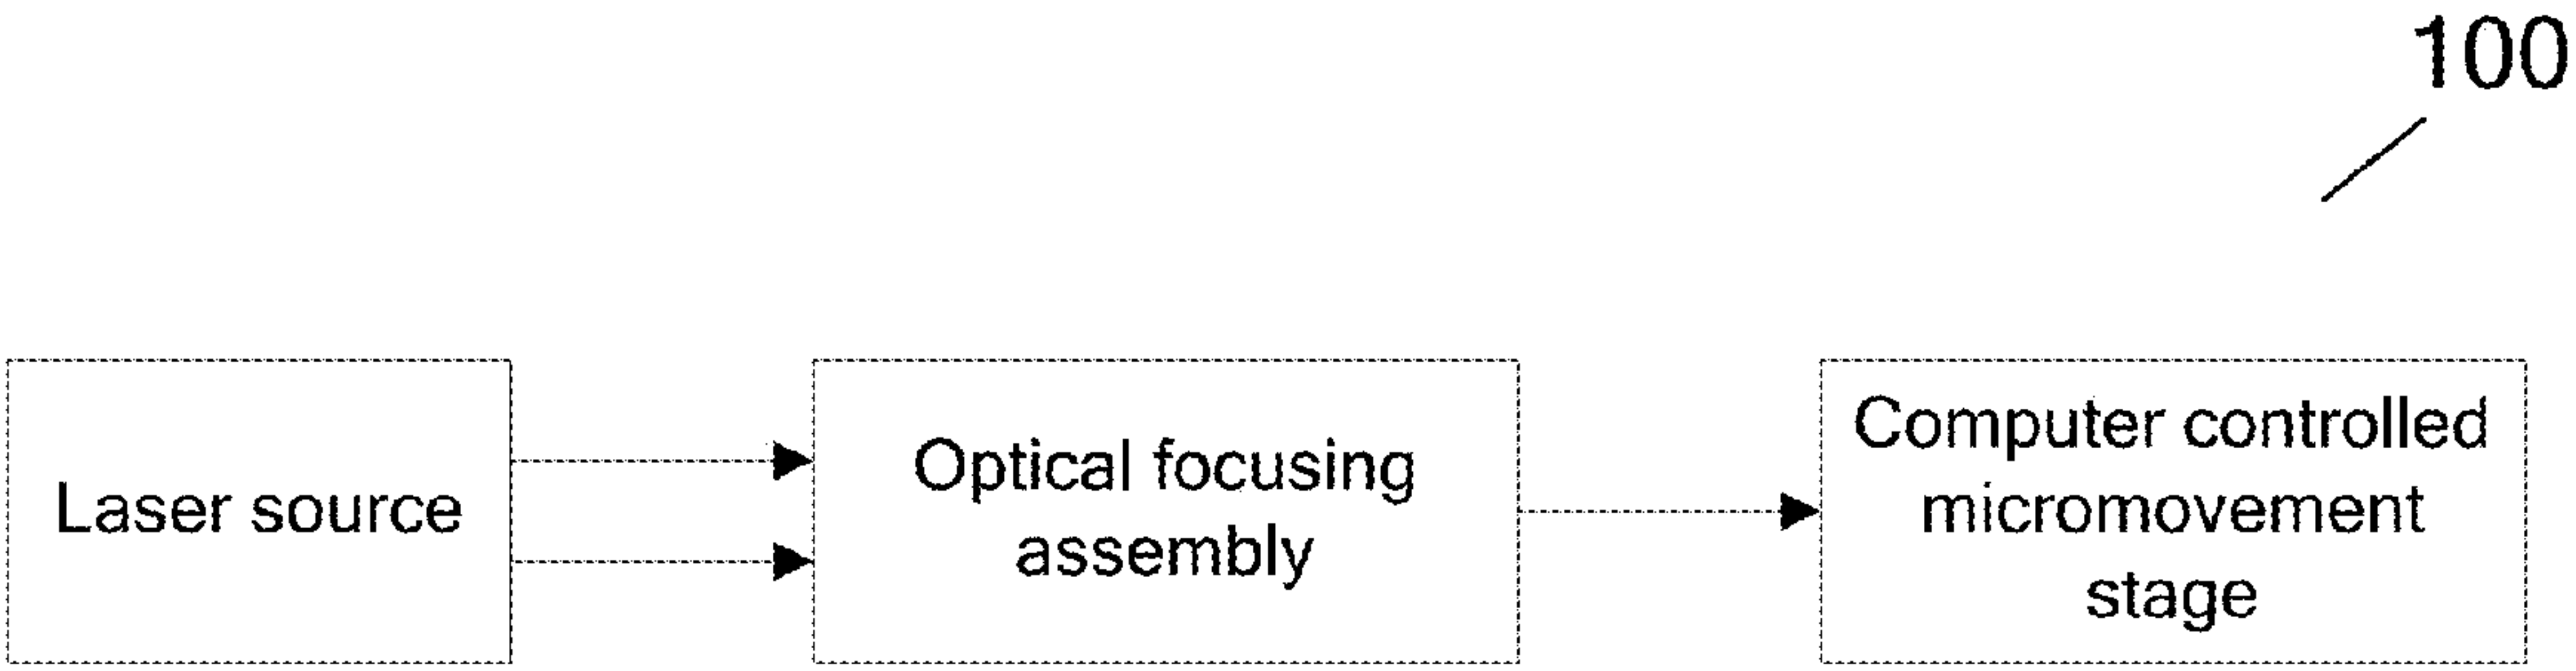 100
Laser source
Optical focusing
assembly
Computer controlled
micromovement
stage